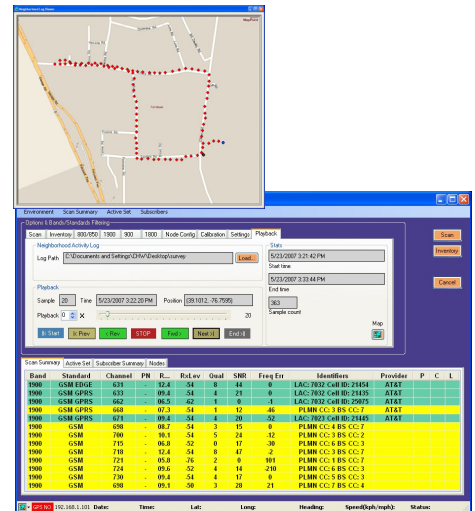 Neighborhood Log Viewer
MapPoint
Environment Scan Summary Active Set Subscribers
Options & Bands/Standards Filtering
Scan Inventory 800/850 1900 900 1800 Node Config Calibration Settings Playback
Neighborhood Activity Log
Log Path C:\Documents and Settings\CHW\Desktop\survey Load...
Stats
5/23/2007 3:21:42 PM
Start time
5/23/2007 3:33:44 PM
End time
363
Sample count
Map
Scan
Inventory
Cancel
Playback
Sample 20 Time 5/23/2007 3:22:20 PM Position (39.1012, -76.7595)
Playback 0 X 20
|< Start |< Prev < Rev STOP Fwd > Next >| End >|
Scan Summary Active Set Subscriber Summary Nodes
Band Standard Channel PN R... RxLev Qual SNR Freq Err Identifiers Provider P C L
1900 GSM EDGE 631 - 12.4 -54 8 44 0 LAC: 7032 Cell ID: 21454 AT&T
1900 GSM GPRS 633 - 09.4 -54 4 21 0 LAC: 7032 Cell ID: 21435 AT&T
1900 GSM GPRS 662 - 06.5 -62 1 0 LAC: 7032 Cell ID: 25075 AT&T
1900 GSM GPRS 668 - 07.3 -54 1 12 -46 PLMN CC: 3 BS CC: 7 AT&T
1900 GSM GPRS 671 - 09.4 -54 4 20 -52 LAC: 7023 Cell ID: 21445 AT&T
1900 GSM 698 - 08.7 -54 3 15 0 PLMN CC: 4 BS CC: 7
1900 GSM 700 - 10.1 -54 5 24 -12 PLMN CC: 2 BS CC: 7
1900 GSM 715 - 06.8 -52 0 17 -30 PLMN CC: 7 BS CC: 7
1900 GSM 718 - 12.4 -54 8 47 -2 PLMN CC: 3 BS CC: 7
1900 GSM 721 - 05.8 -76 2 0 101 PLMN CC: 7 BS CC: 7
1900 GSM 724 - 09.6 -52 4 14 -210 PLMN CC: 7 BS CC: 3
1900 GSM 730 - 09.4 -54 4 17 0 PLMN CC: 5 BS CC: 7
1900 GSM 698 - 09.1 -50 3 28 21 PLMN CC: 7 BS CC: 4
GPS:NO 192.168.1.101 Date: Time: Lat: Long: Heading: Speed(kph/mph): Status: